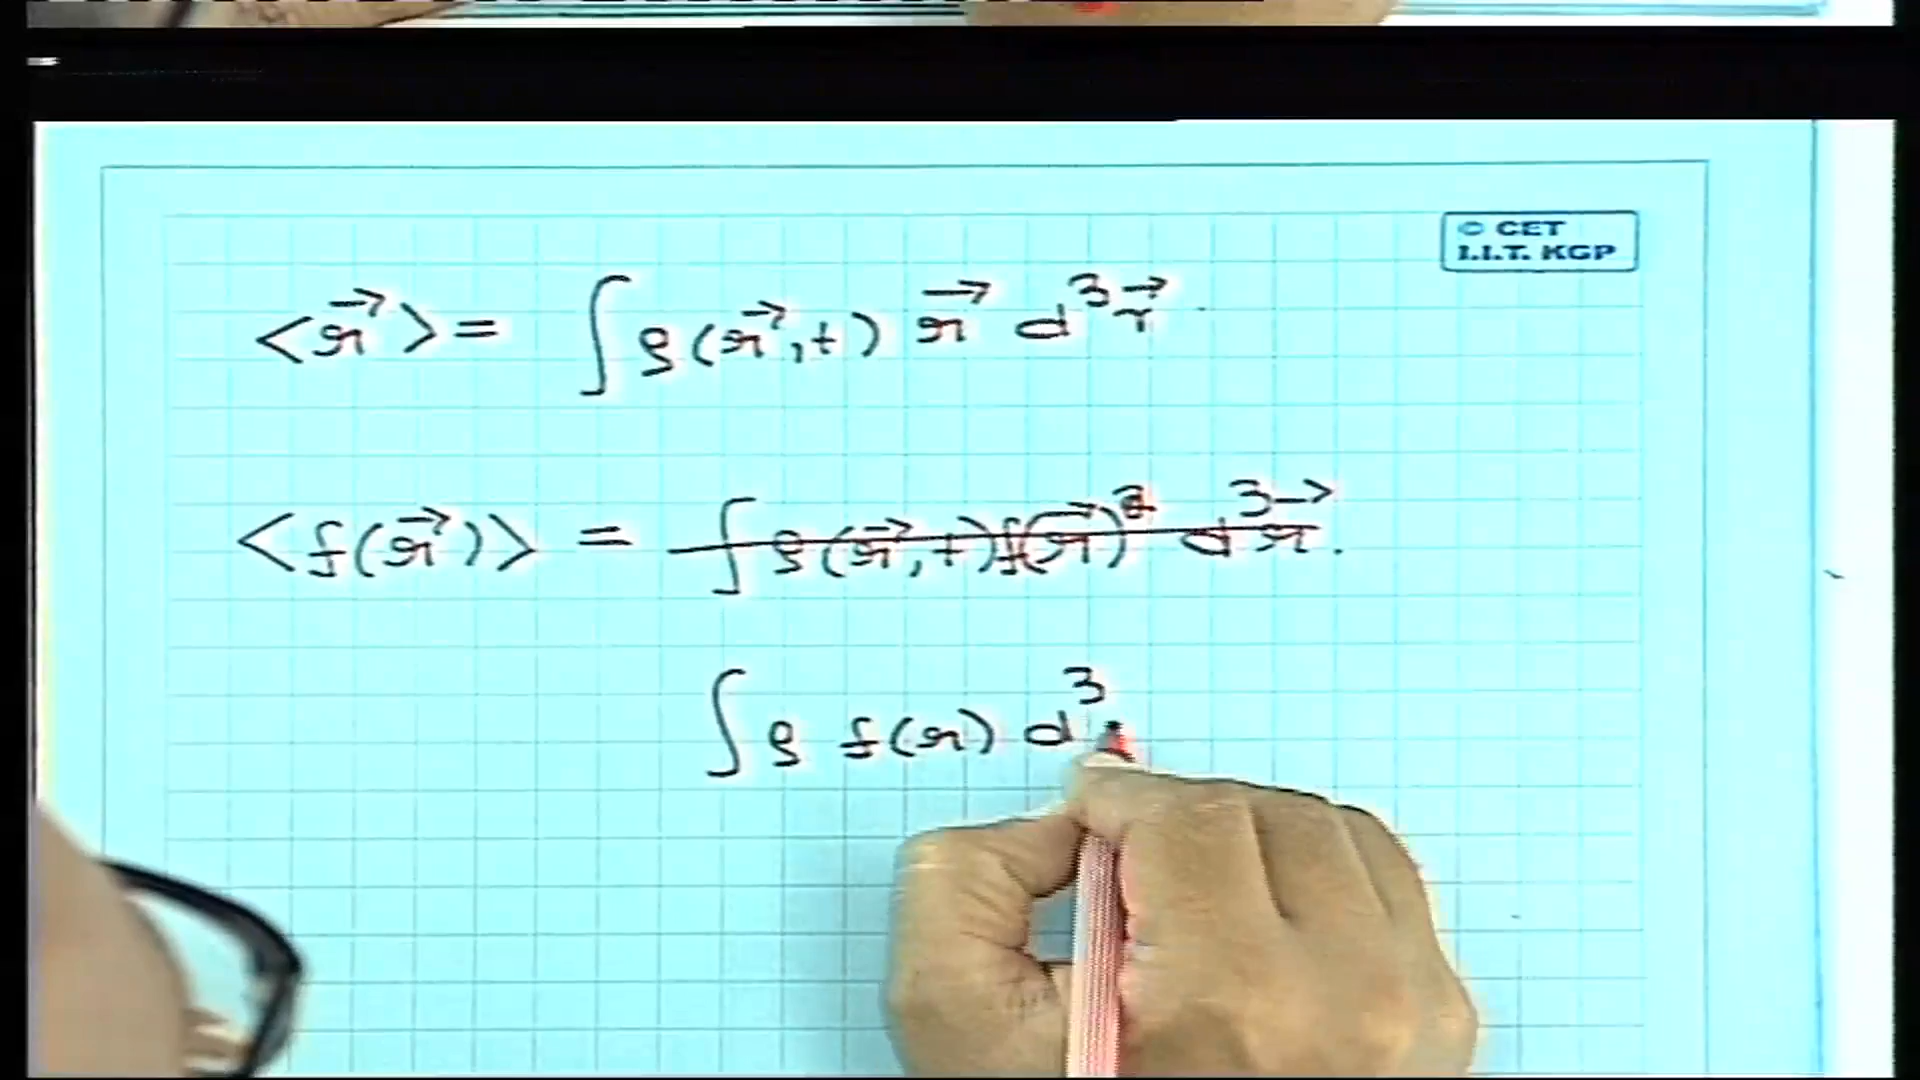 © CET
I.I.T. KGP
<r⃗> = ∫ρ(r⃗,t) r⃗ d³r⃗
<f(r⃗)> = ∫ρ(r⃗,t)f(r⃗)² d³r⃗.
∫ρ f(r) d³